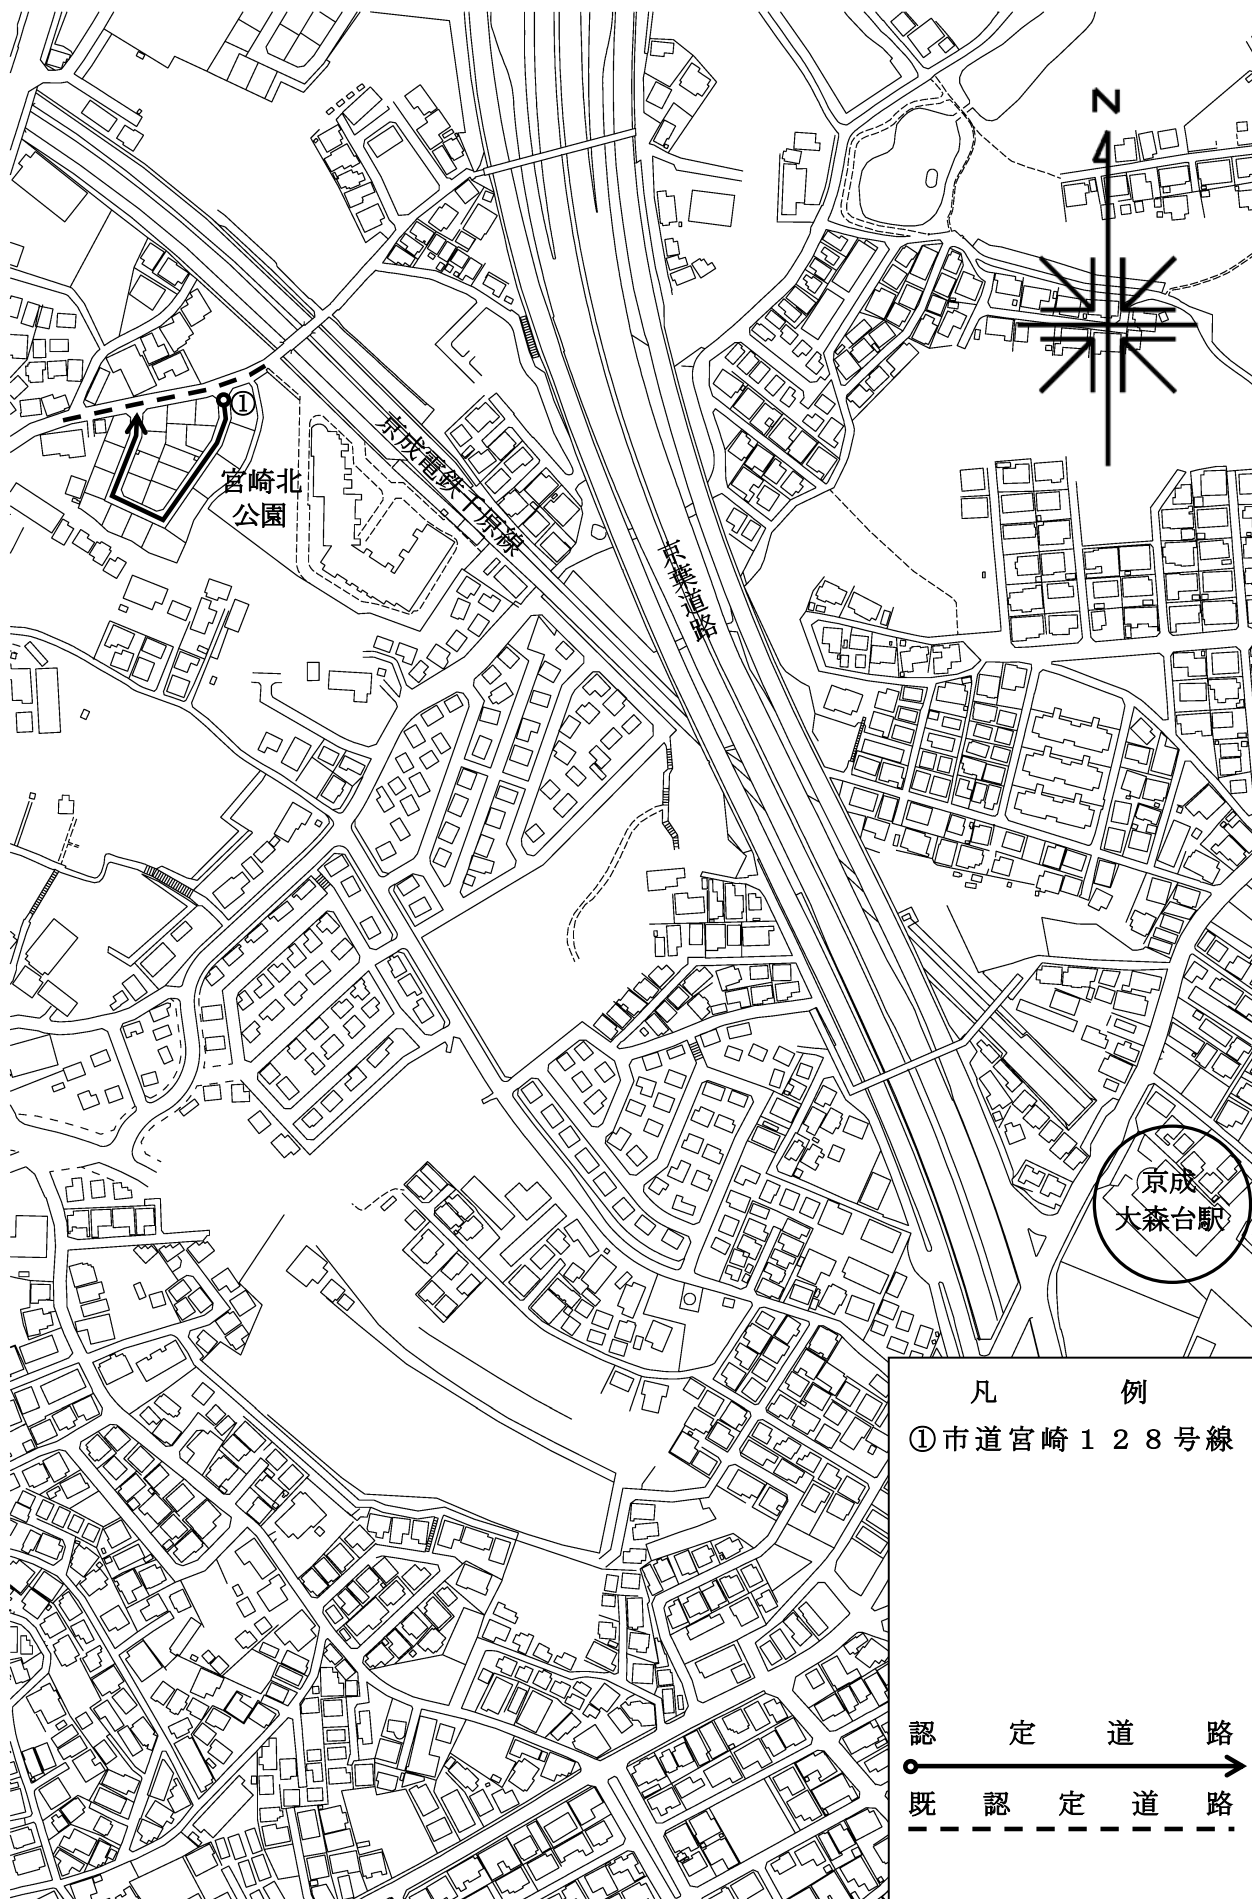 N
①
京成電鉄千原線
宮崎北
公園
京葉道路
京成
大森台駅
凡例
①市道宮崎１２８号線
認定道路
既認定道路